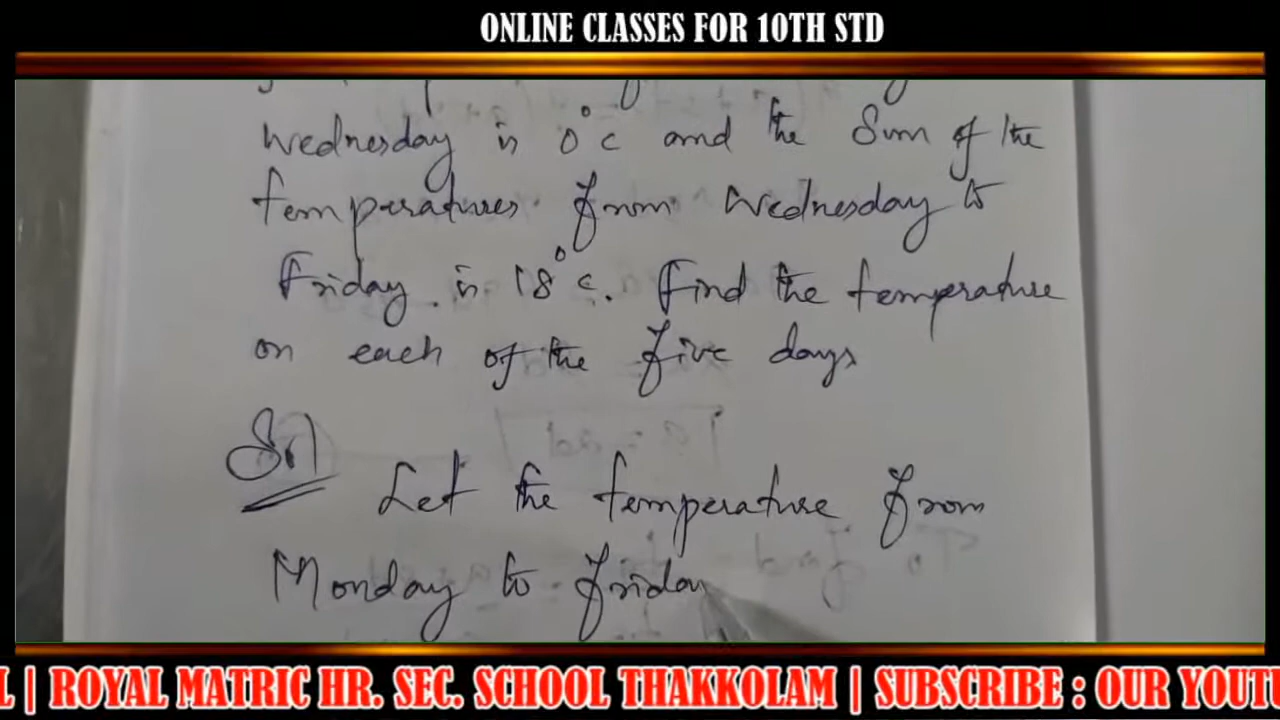 ONLINE CLASSES FOR 10TH STD
Wednesday is 0°C and the Sum of the
temperatures from Wednesday to
Friday is 18°C. Find the temperature
on each of the five days
Sol
Let the temperature from
Monday to friday
L | ROYAL MATRIC HR. SEC. SCHOOL THAKKOLAM | SUBSCRIBE : OUR YOUTU